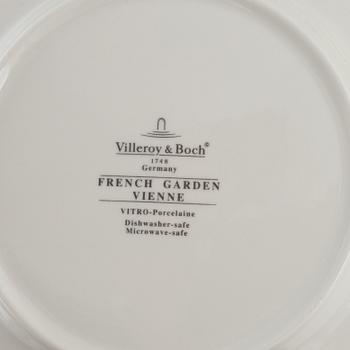 Villeroy & Boch©
1748
Germany
FRENCH GARDEN
VIENNE
VITRO-Porcelaine
Dishwasher-safe
Microwave-safe